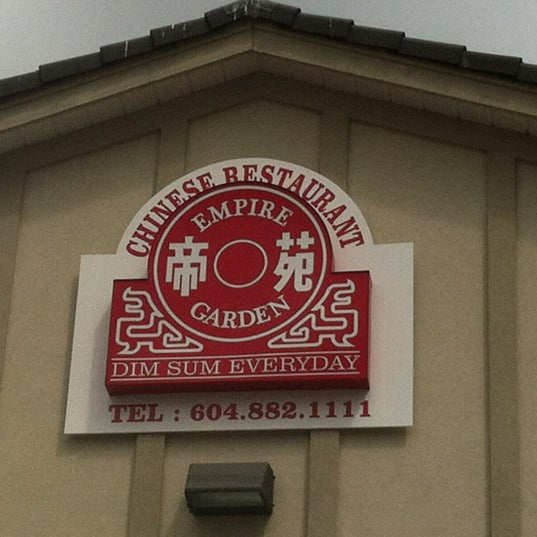 CHINESE RESTAURANT
EMPIRE
帝 苑
GARDEN
DIM SUM EVERYDAY
TEL : 604.882.1111